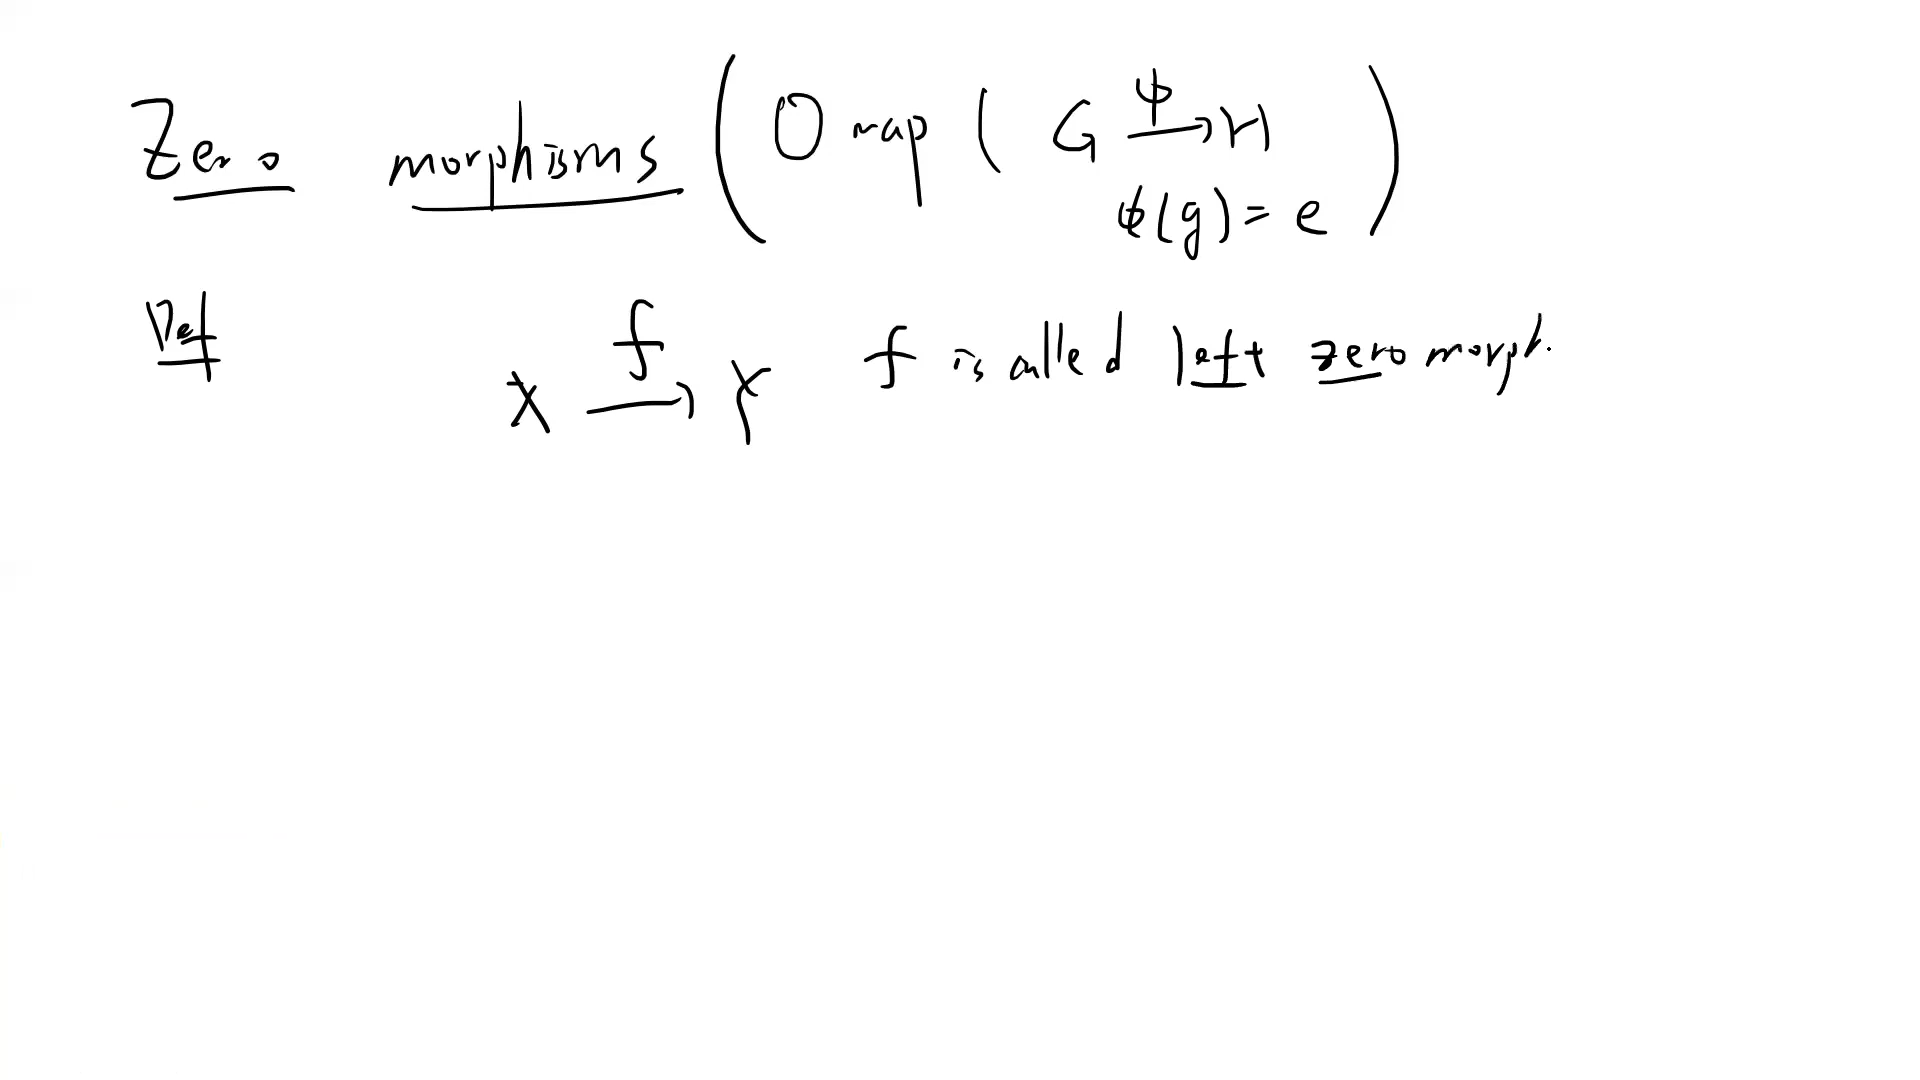 Zero morphisms ( 0 map ( G →^ϕ H )
ϕ(g) = e
Def X →^f Y f is called left zero morph.